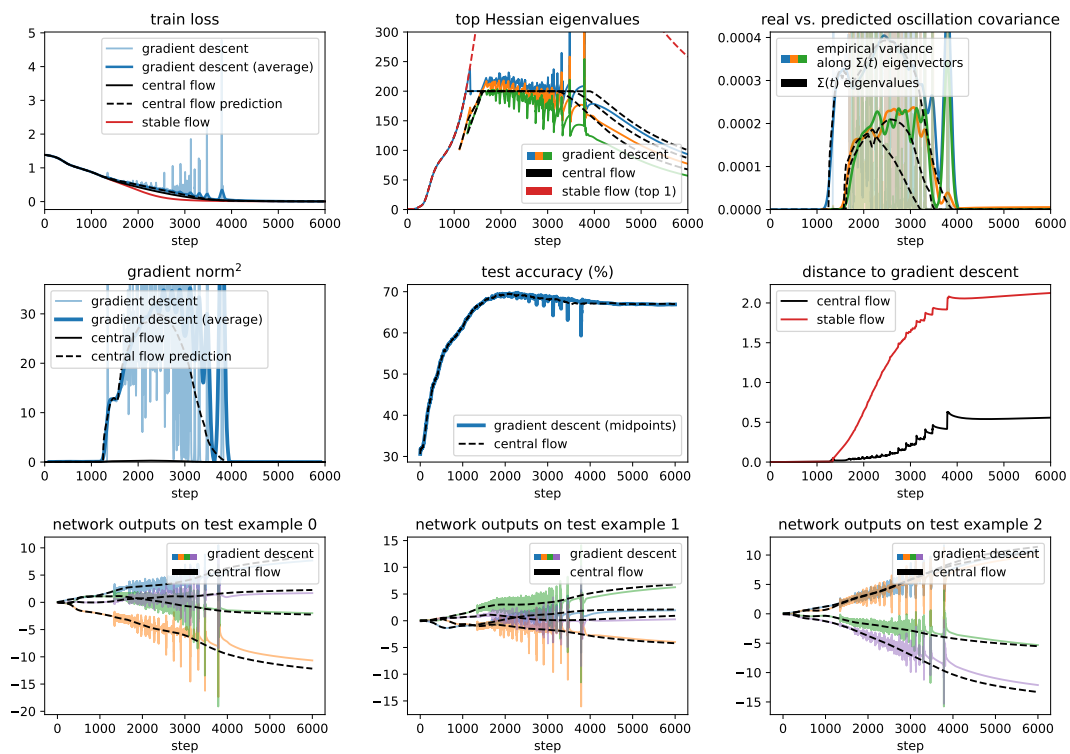 train loss
5
4
3
2
1
0
gradient descent
gradient descent (average)
central flow
central flow prediction
stable flow
0 1000 2000 3000 4000 5000 6000
step
top Hessian eigenvalues
300
250
200
150
100
50
0
gradient descent
central flow
stable flow (top 1)
0 1000 2000 3000 4000 5000 6000
step
real vs. predicted oscillation covariance
0.0004
0.0003
0.0002
0.0001
0.0000
empirical variance
along Σ(t) eigenvectors
Σ(t) eigenvalues
0 1000 2000 3000 4000 5000 6000
step
gradient norm²
30
20
10
0
gradient descent
gradient descent (average)
central flow
central flow prediction
0 1000 2000 3000 4000 5000 6000
step
test accuracy (%)
70
60
50
40
30
gradient descent (midpoints)
central flow
0 1000 2000 3000 4000 5000 6000
step
distance to gradient descent
2.0
1.5
1.0
0.5
0.0
central flow
stable flow
0 1000 2000 3000 4000 5000 6000
step
network outputs on test example 0
10
5
0
−5
−10
−15
−20
gradient descent
central flow
0 1000 2000 3000 4000 5000 6000
step
network outputs on test example 1
15
10
5
0
−5
−10
−15
gradient descent
central flow
0 1000 2000 3000 4000 5000 6000
step
network outputs on test example 2
10
5
0
−5
−10
−15
gradient descent
central flow
0 1000 2000 3000 4000 5000 6000
step